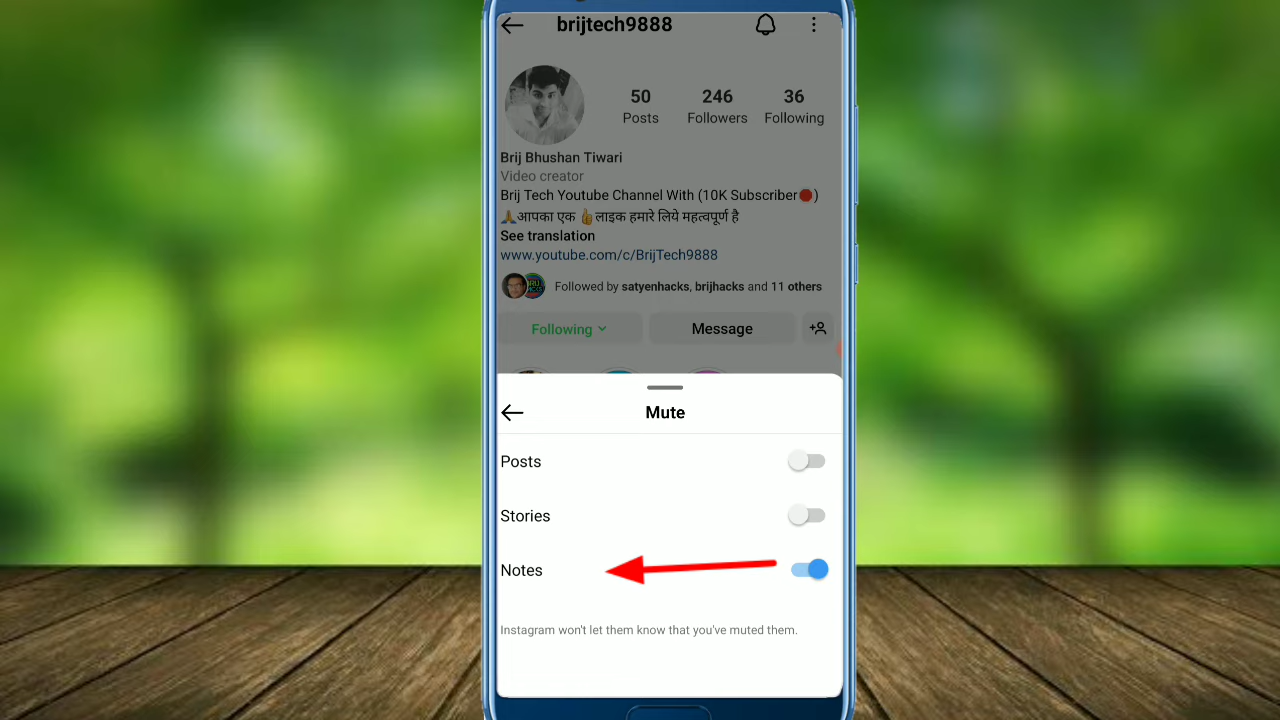 brijtech9888
50 246 36
Posts Followers Following
Brij Bhushan Tiwari
Video creator
Brij Tech Youtube Channel With (10K Subscriber🔴)
🙏आपका एक 👍लाइक हमारे लिये महत्वपूर्ण है
See translation
www.youtube.com/c/BrijTech9888
Followed by satyenhacks, brijhacks and 11 others
Following Message
Mute
Posts
Stories
Notes
Instagram won't let them know that you've muted them.